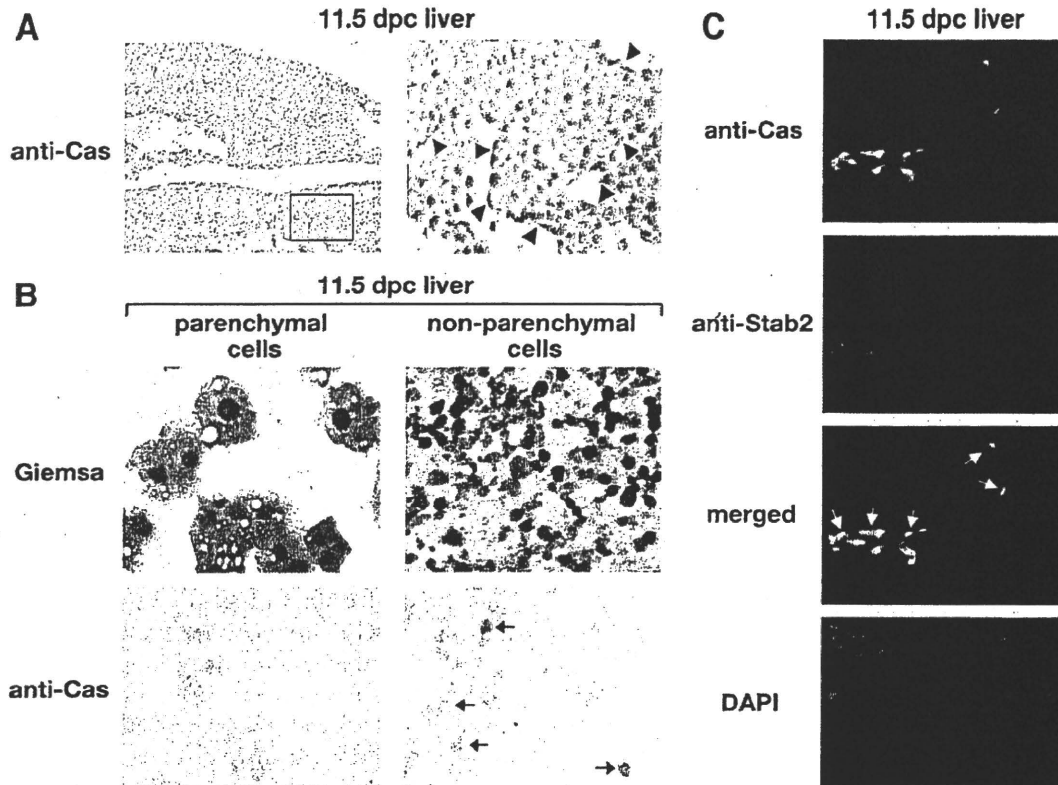 A
11.5 dpc liver
anti-Cas
B
11.5 dpc liver
parenchymal
cells
non-parenchymal
cells
Giemsa
anti-Cas
C
11.5 dpc liver
anti-Cas
anti-Stab2
merged
DAPI